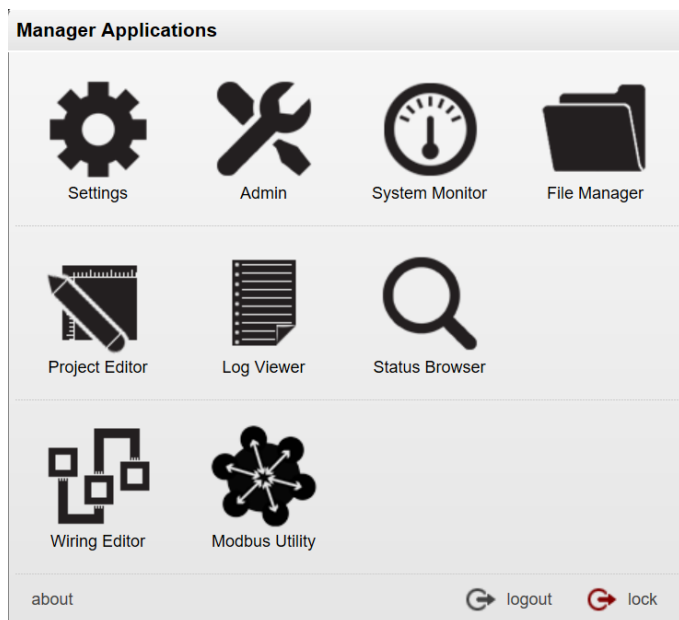 Manager Applications
Settings Admin System Monitor File Manager
Project Editor Log Viewer Status Browser
Wiring Editor Modbus Utility
about logout lock